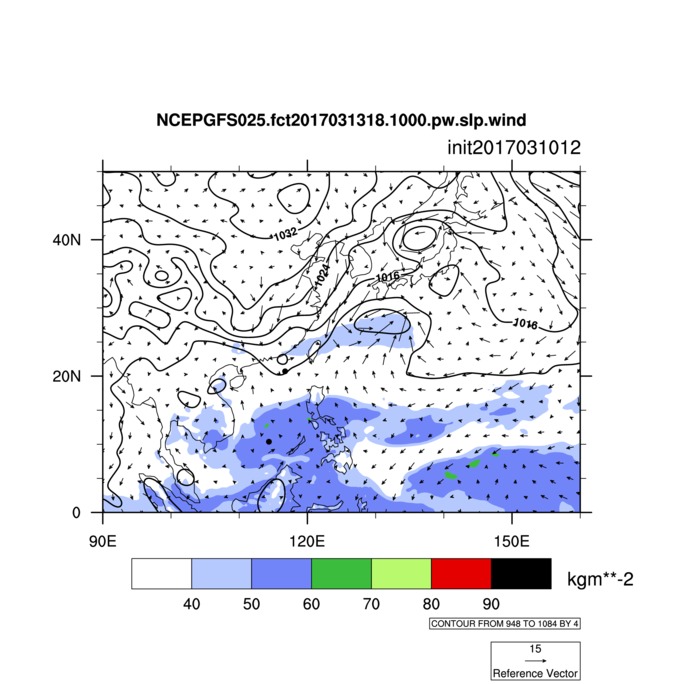 NCEPGFS025.fct2017031318.1000.pw.slp.wind
init2017031012
40N
20N
0
90E 120E 150E
1032
1024
1016
1016
40 50 60 70 80 90
kgm**-2
CONTOUR FROM 948 TO 1084 BY 4
15
Reference Vector